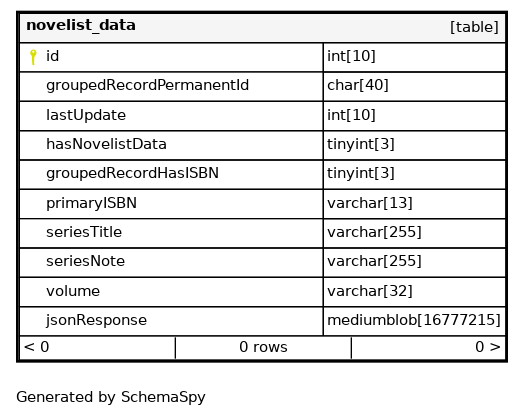 novelist_data [table]
id int[10]
groupedRecordPermanentId char[40]
lastUpdate int[10]
hasNovelistData tinyint[3]
groupedRecordHasISBN tinyint[3]
primaryISBN varchar[13]
seriesTitle varchar[255]
seriesNote varchar[255]
volume varchar[32]
jsonResponse mediumblob[16777215]
< 0 0 rows 0 >
Generated by SchemaSpy